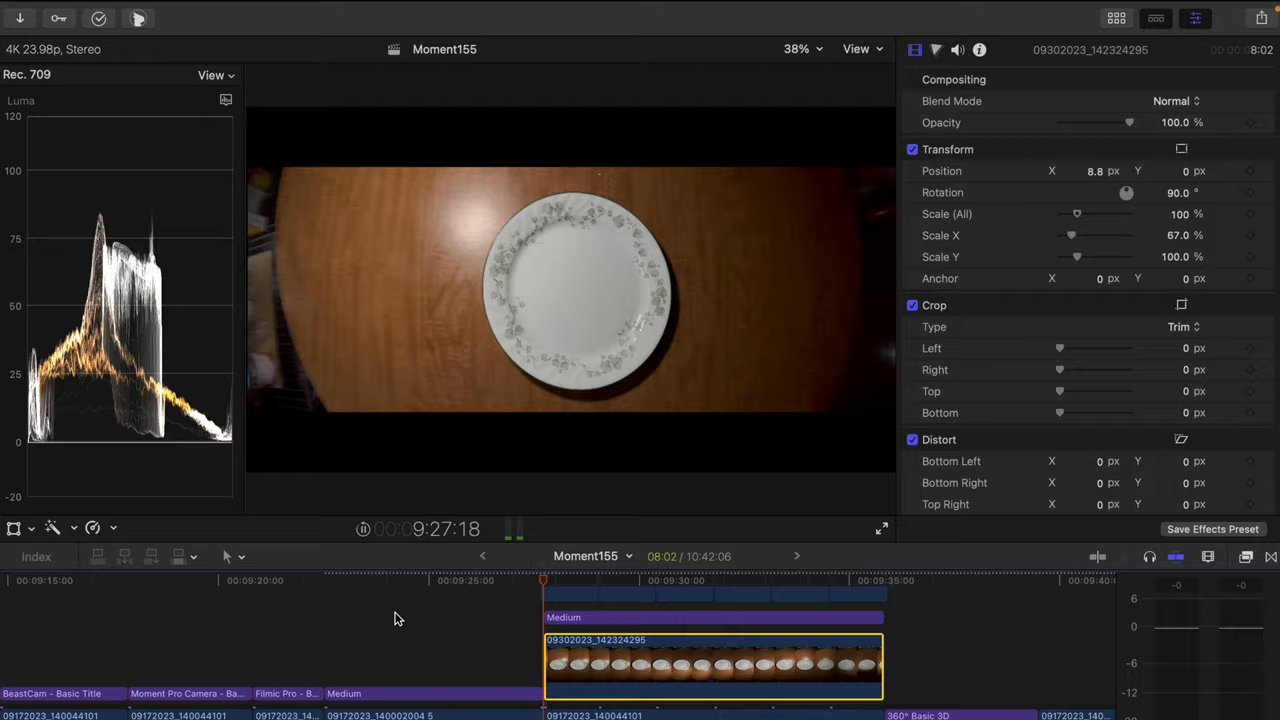 4K 23.98p, Stereo
Moment155
38%
View
09302023_142324295
8:02
Rec. 709
View
Luma
120
100
75
50
25
0
-20
Compositing
Blend Mode
Normal
Opacity
100.0 %
Transform
Position
X
8.8 px
Y
0 px
Rotation
90.0 °
Scale (All)
100 %
Scale X
67.0 %
Scale Y
100.0 %
Anchor
X
0 px
Y
0 px
Crop
Type
Trim
Left
0 px
Right
0 px
Top
0 px
Bottom
0 px
Distort
Bottom Left
X
0 px
Y
0 px
Bottom Right
X
0 px
Y
0 px
Top Right
X
0 px
Y
0 px
9:27:18
Save Effects Preset
Index
Moment155
08:02 / 10:42:06
00:09:15:00
00:09:20:00
00:09:25:00
00:09:30:00
00:09:35:00
00:09:40:
-0
-0
6
0
-6
-12
Medium
09302023_142324295
BeastCam - Basic Title
Moment Pro Camera - Ba...
Filmic Pro - B...
Medium
09172023_140044101
09172023_140044101
09172023_14...
09172023_140002004 5
09172023_140044101
360° Basic 3D
09172023_140